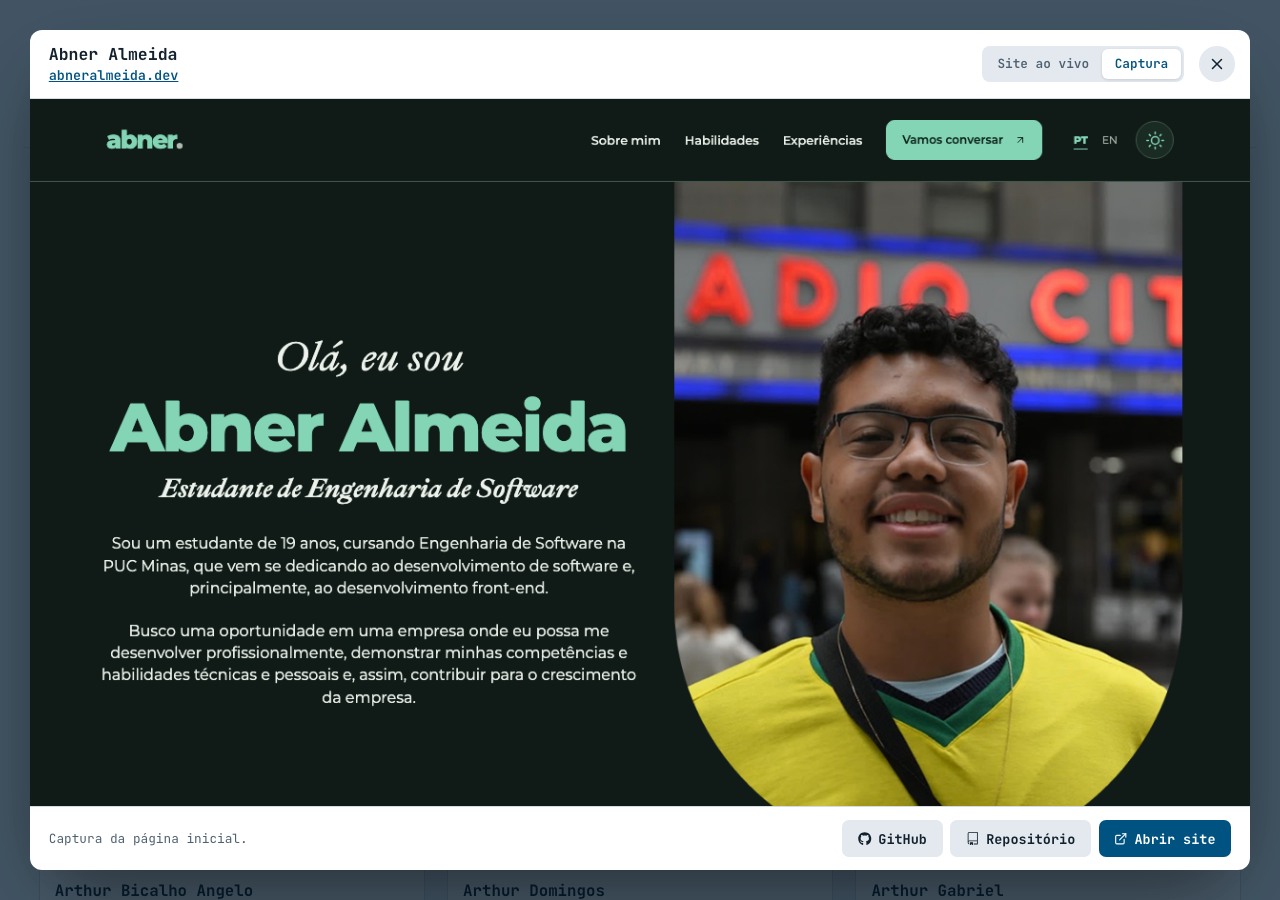 Abner Almeida
abneralmeida.dev
Site ao vivo
Captura
abner.
Sobre mim
Habilidades
Experiências
Vamos conversar
PT
EN
ADIO CIT
Olá, eu sou
Abner Almeida
Estudante de Engenharia de Software
Sou um estudante de 19 anos, cursando Engenharia de Software na
PUC Minas, que vem se dedicando ao desenvolvimento de software e,
principalmente, ao desenvolvimento front-end.
Busco uma oportunidade em uma empresa onde eu possa me
desenvolver profissionalmente, demonstrar minhas competências e
habilidades técnicas e pessoais e, assim, contribuir para o crescimento
da empresa.
Captura da página inicial.
GitHub
Repositório
Abrir site
Arthur Bicalho Angelo
Arthur Domingos
Arthur Gabriel